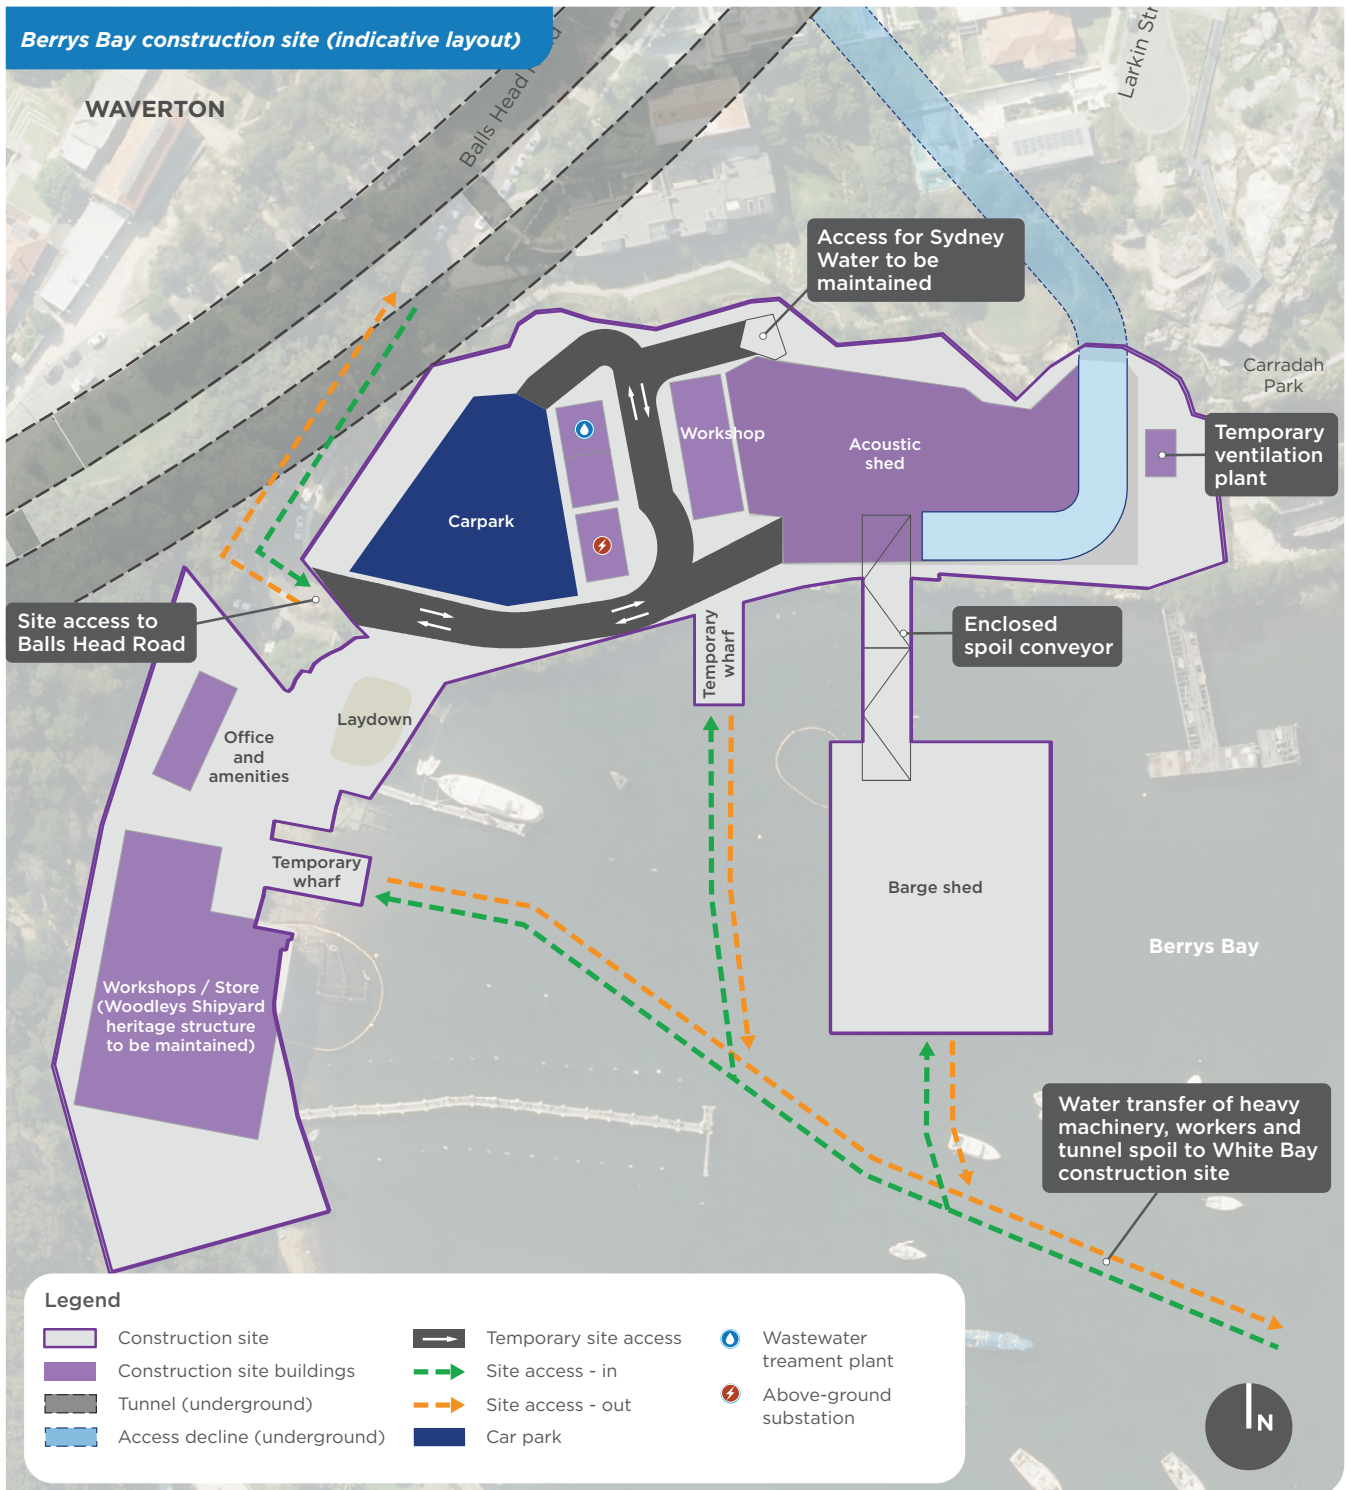 Berrys Bay construction site (indicative layout)
WAVERTON
Balls Head
Larkin Str
Access for Sydney
Water to be
maintained
Carradah
Park
Temporary
ventilation
plant
Workshop
Acoustic
shed
Carpark
Site access to
Balls Head Road
Temporary
wharf
Enclosed
spoil conveyor
Laydown
Office
and
amenities
Temporary
wharf
Barge shed
Berrys Bay
Workshops / Store
(Woodleys Shipyard
heritage structure
to be maintained)
Water transfer of heavy
machinery, workers and
tunnel spoil to White Bay
construction site
Legend
Construction site
Construction site buildings
Tunnel (underground)
Access decline (underground)
Temporary site access
Site access - in
Site access - out
Car park
Wastewater
treament plant
Above-ground
substation
N